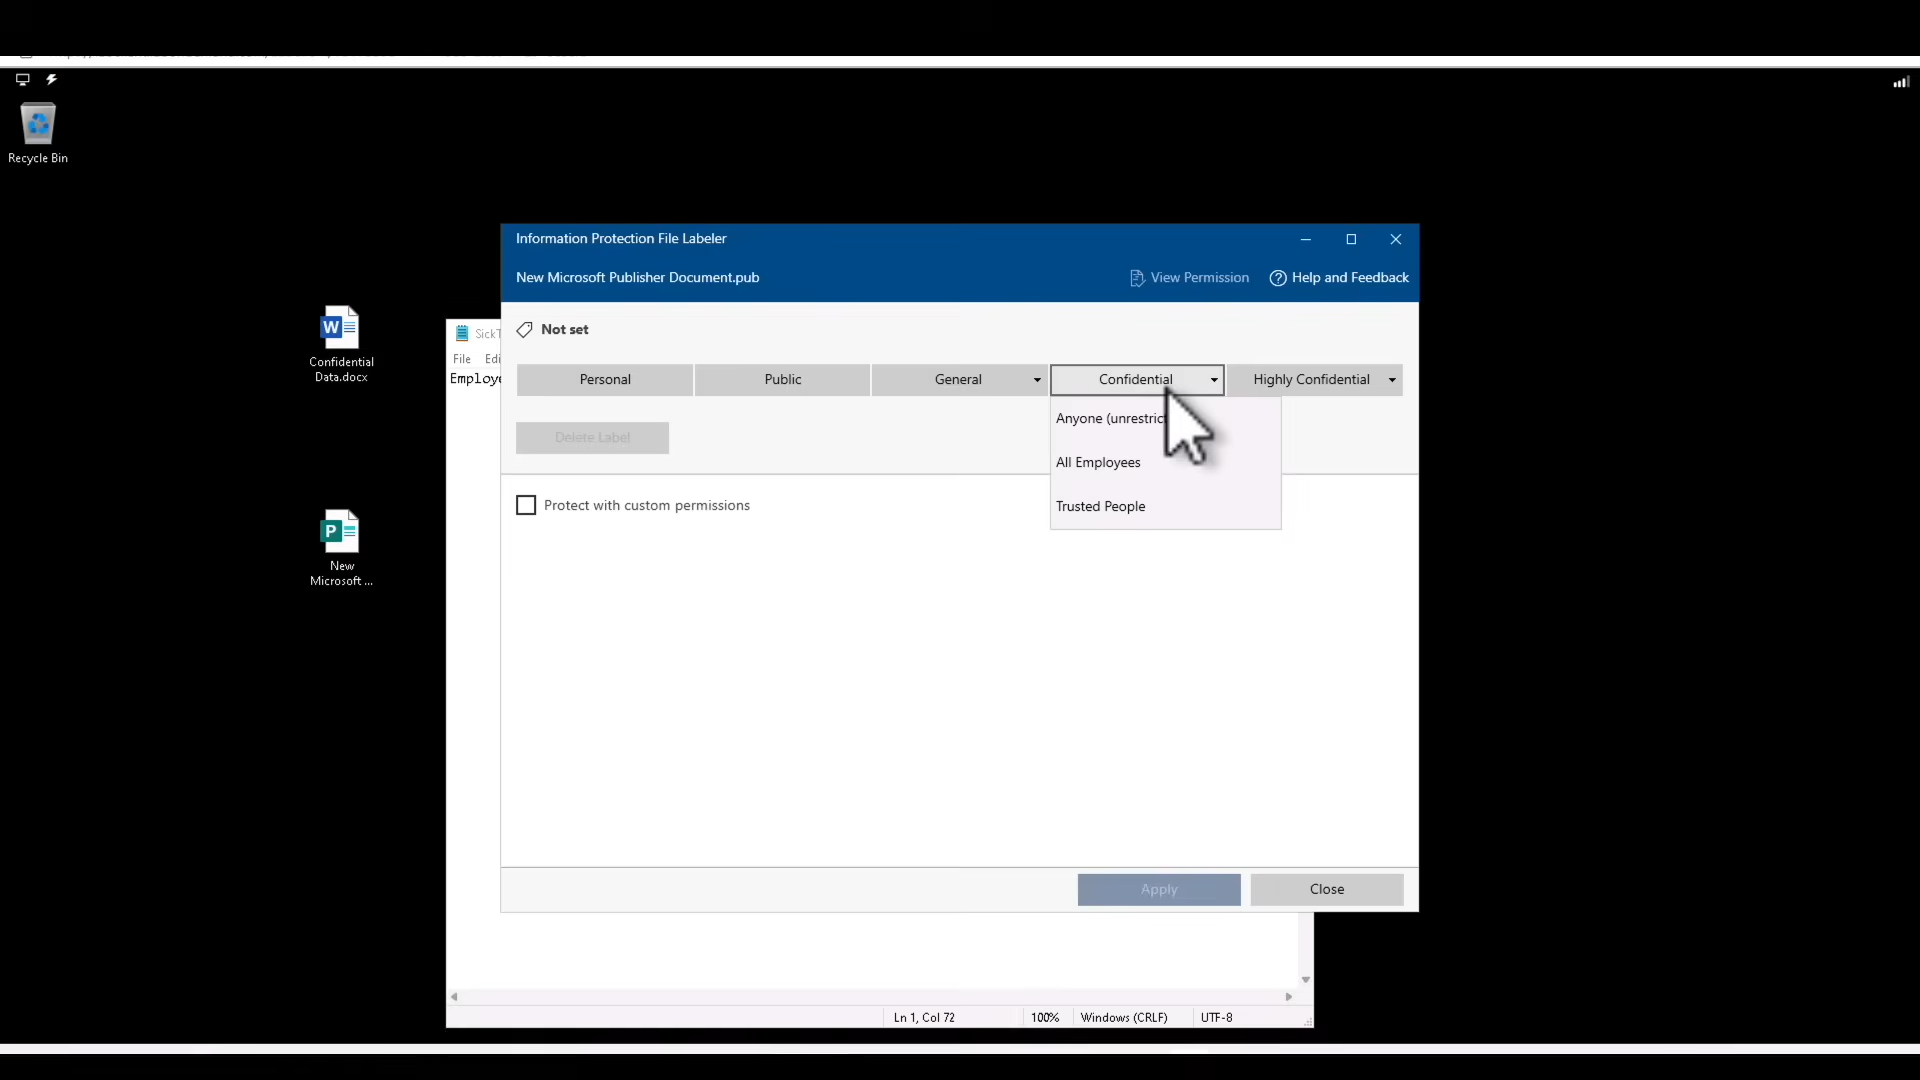 Recycle Bin
Information Protection File Labeler
New Microsoft Publisher Document.pub
View Permission
Help and Feedback
Not set
Confidential
Data.docx
File
Personal
Public
General
Confidential
Highly Confidential
Anyone
Delete Label
All Employees
Protect with custom permissions
Trusted People
New
Microsoft ...
Apply
Close
Ln 1, Col 72
100%
Windows (CRLF)
UTF-8